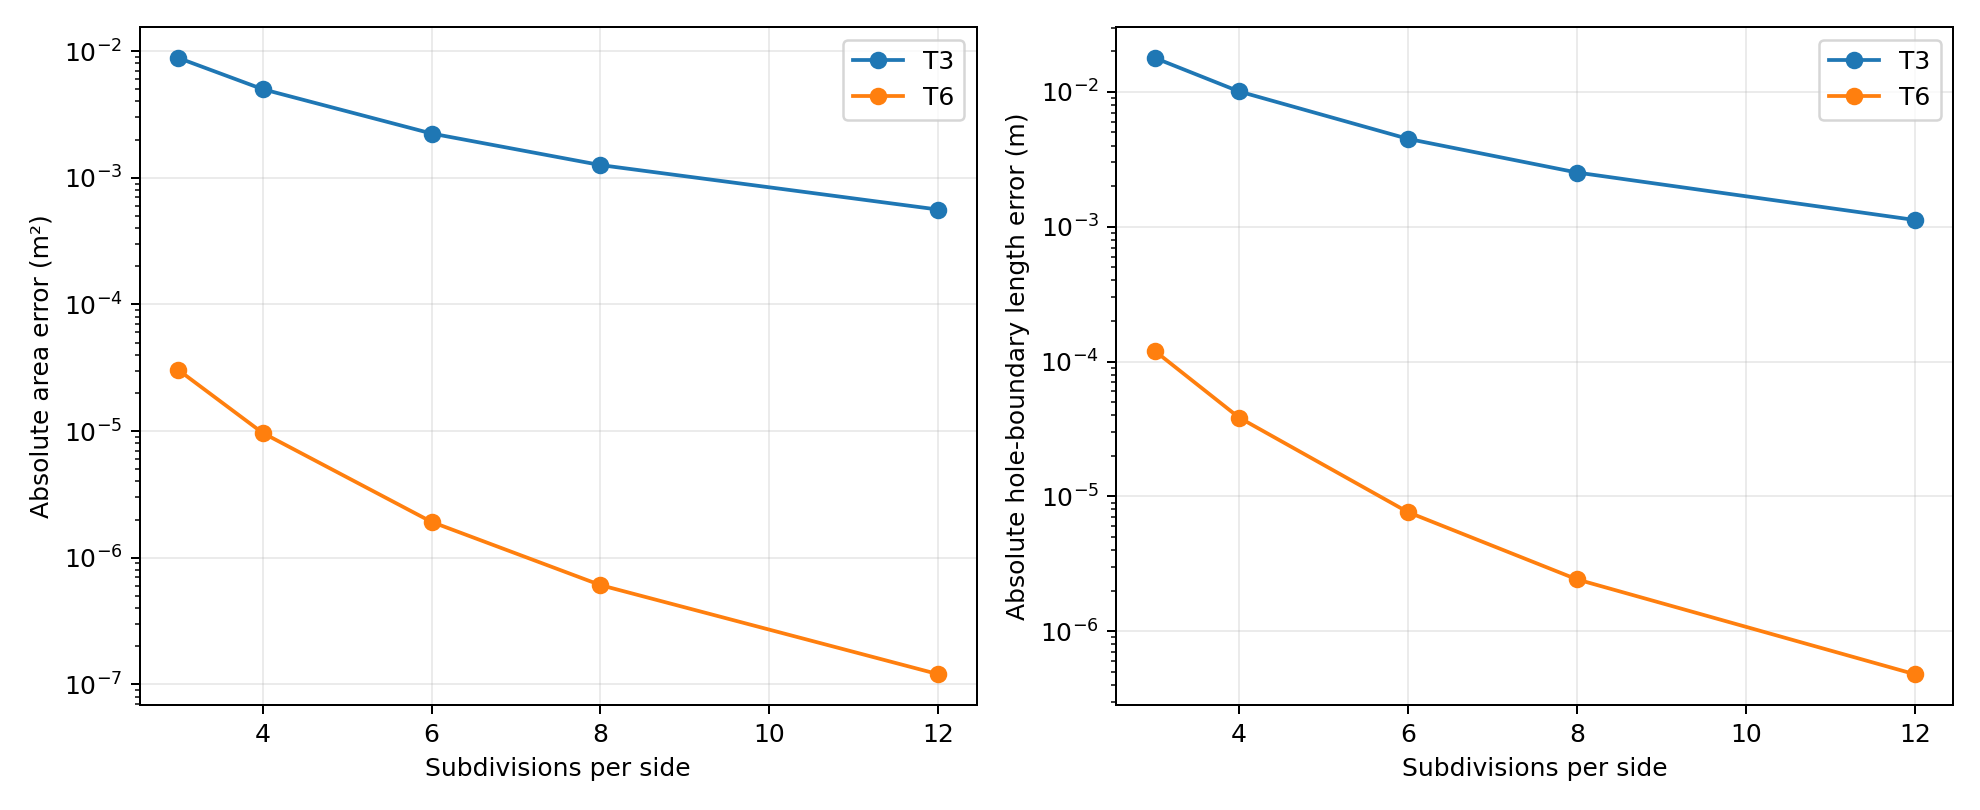 Absolute area error (m²)
10⁻²
10⁻³
10⁻⁴
10⁻⁵
10⁻⁶
10⁻⁷
T3
T6
4 6 8 10 12
Subdivisions per side
Absolute hole-boundary length error (m)
10⁻²
10⁻³
10⁻⁴
10⁻⁵
10⁻⁶
T3
T6
4 6 8 10 12
Subdivisions per side